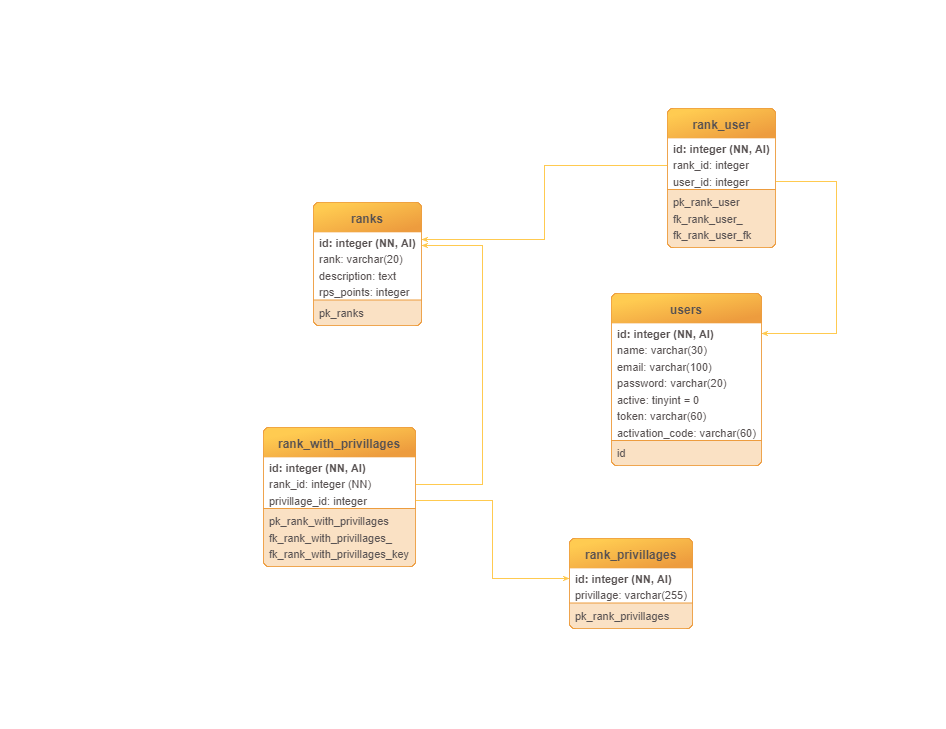 rank_user
id: integer (NN, AI)
rank_id: integer
user_id: integer
pk_rank_user
fk_rank_user_
fk_rank_user_fk
ranks
id: integer (NN, AI)
rank: varchar(20)
description: text
rps_points: integer
pk_ranks
users
id: integer (NN, AI)
name: varchar(30)
email: varchar(100)
password: varchar(20)
active: tinyint = 0
token: varchar(60)
activation_code: varchar(60)
id
rank_with_privillages
id: integer (NN, AI)
rank_id: integer (NN)
privillage_id: integer
pk_rank_with_privillages
fk_rank_with_privillages_
fk_rank_with_privillages_key
rank_privillages
id: integer (NN, AI)
privillage: varchar(255)
pk_rank_privillages